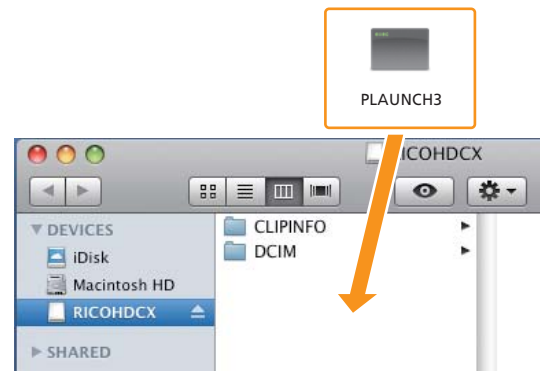 PLAUNCH3
RICOHDCX
DEVICES
iDisk
Macintosh HD
RICOHDCX
SHARED
CLIPINFO
DCIM